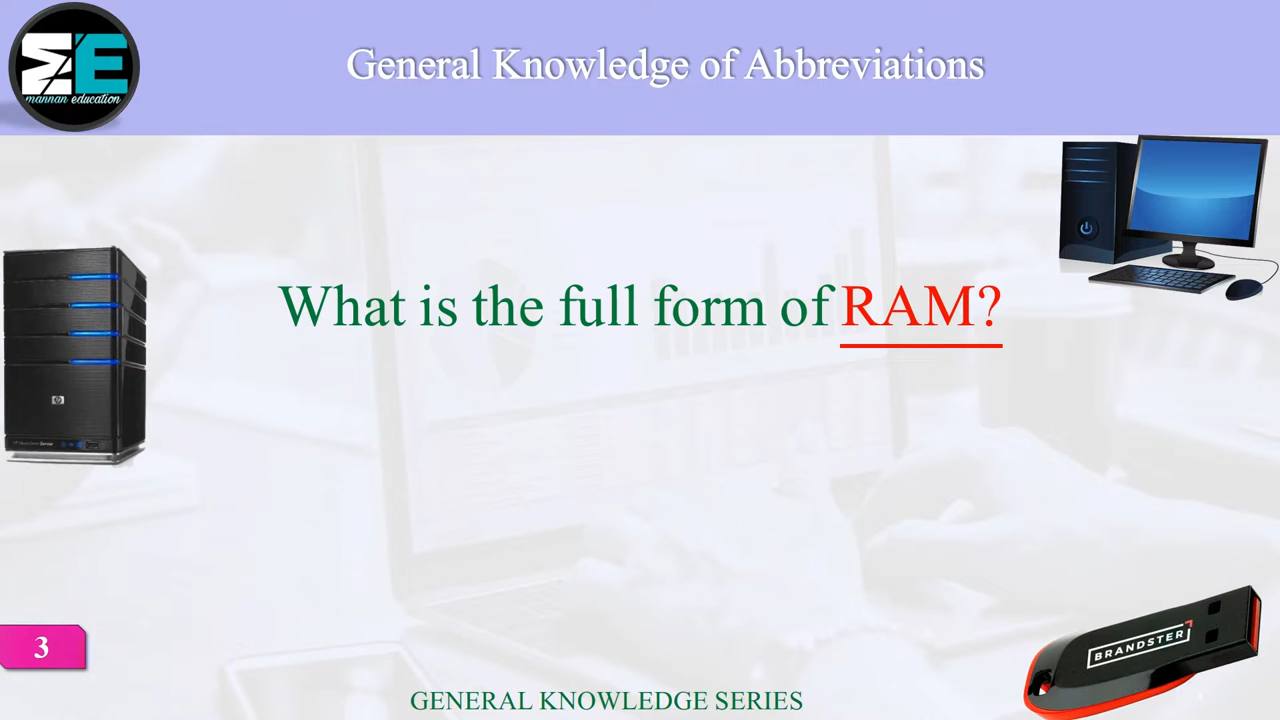 General Knowledge of Abbreviations
mannan education
What is the full form of RAM?
3
BRANDSTER
GENERAL KNOWLEDGE SERIES